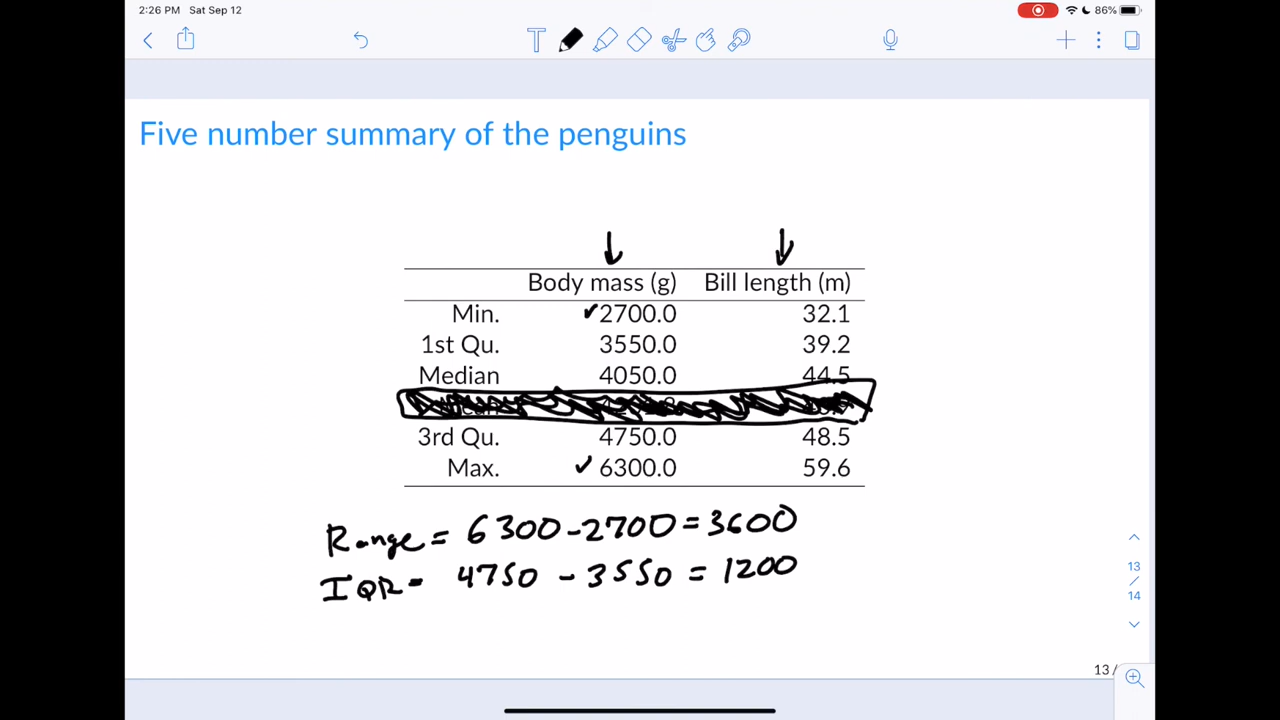 2:26 PM Sat Sep 12
86%
T
Five number summary of the penguins
Body mass (g) Bill length (m)
Min. 2700.0 32.1
1st Qu. 3550.0 39.2
Median 4050.0 44.5
3rd Qu. 4750.0 48.5
Max. 6300.0 59.6
Range = 6300 - 2700 = 3600
IQR = 4750 - 3550 = 1200
13
/
14
13 /